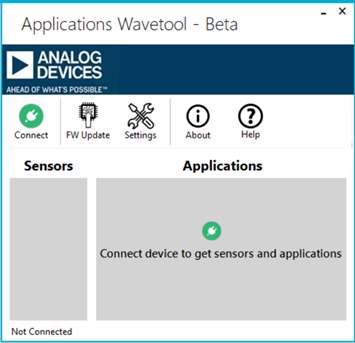 Applications Wavetool - Beta
ANALOG
DEVICES
AHEAD OF WHAT'S POSSIBLE™
Connect FW Update Settings About Help
Sensors Applications
Connect device to get sensors and applications
Not Connected